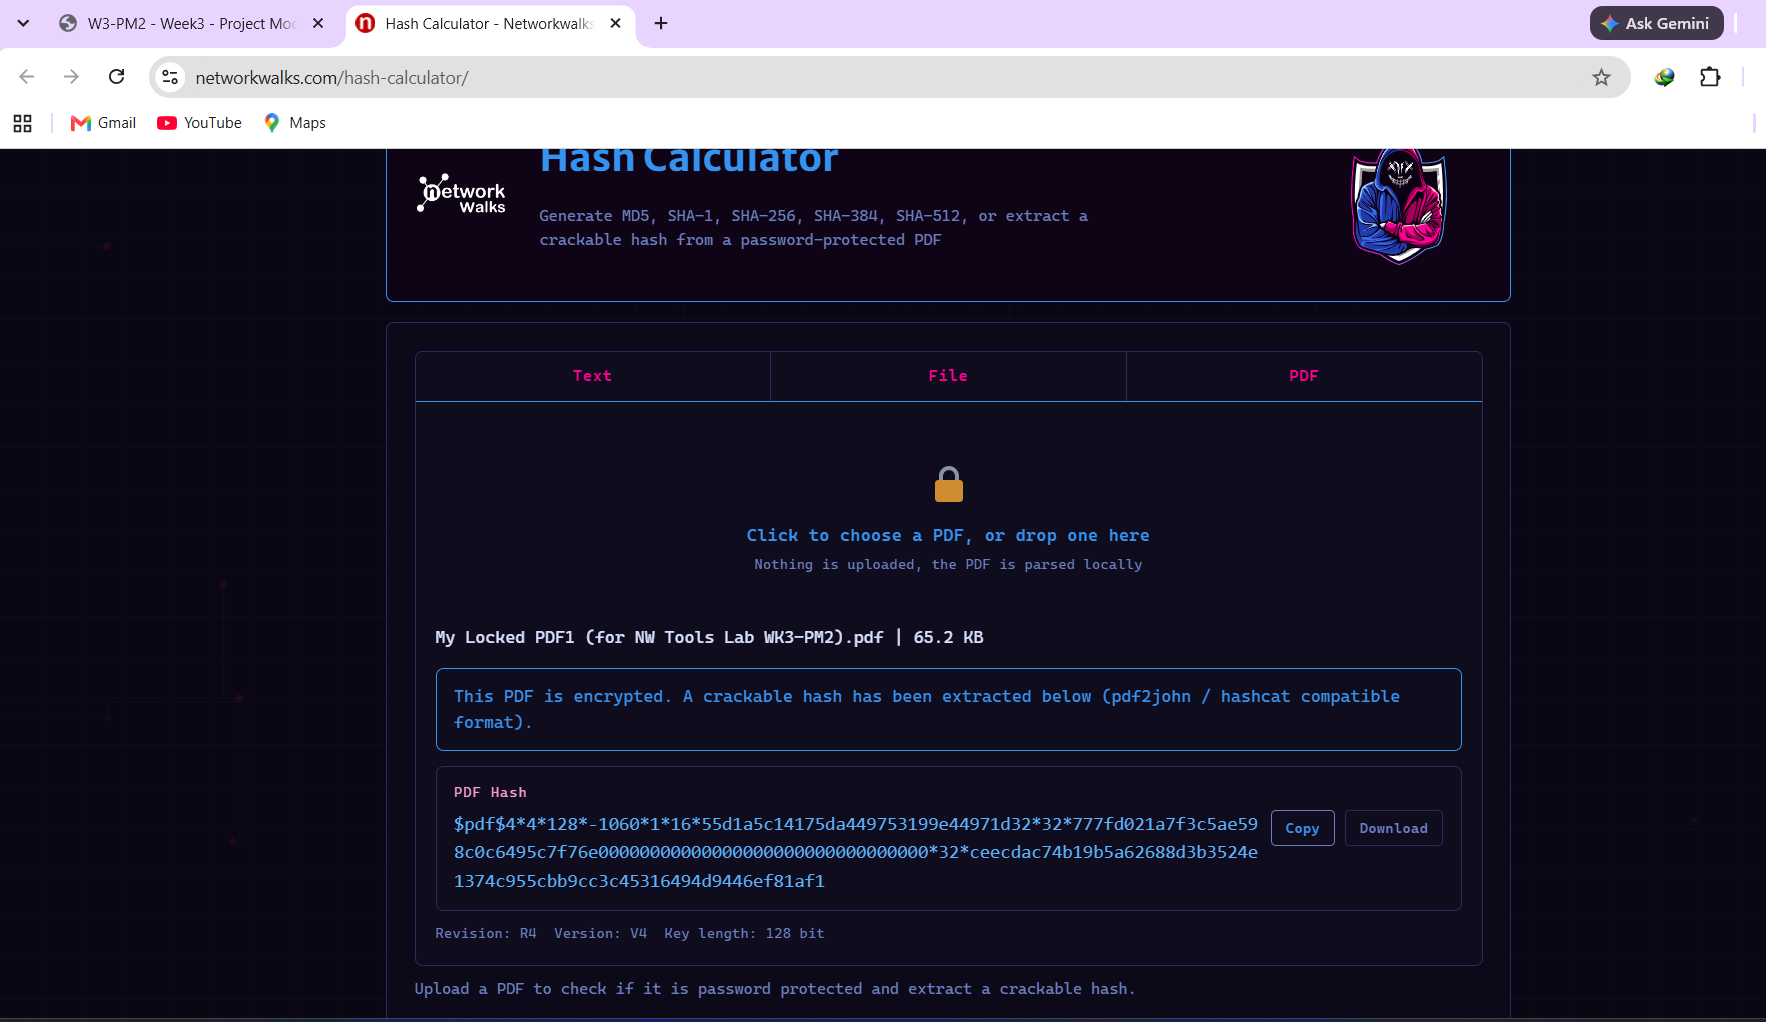 W3-PM2 - Week3 - Project Mod
Hash Calculator - Networkwalks
Ask Gemini
networkwalks.com/hash-calculator/
Gmail
YouTube
Maps
network
Walks
Hash Calculator
Generate MD5, SHA-1, SHA-256, SHA-384, SHA-512, or extract a
crackable hash from a password-protected PDF
Text
File
PDF
Click to choose a PDF, or drop one here
Nothing is uploaded, the PDF is parsed locally
My Locked PDF1 (for NW Tools Lab WK3-PM2).pdf | 65.2 KB
This PDF is encrypted. A crackable hash has been extracted below (pdf2john / hashcat compatible
format).
PDF Hash
$pdf$4*4*128*-1060*1*16*55d1a5c14175da449753199e44971d32*32*777fd021a7f3c5ae59
8c0c6495c7f76e00000000000000000000000000000000*32*ceecdac74b19b5a62688d3b3524e
1374c955cbb9cc3c45316494d9446ef81af1
Copy
Download
Revision: R4 Version: V4 Key length: 128 bit
Upload a PDF to check if it is password protected and extract a crackable hash.